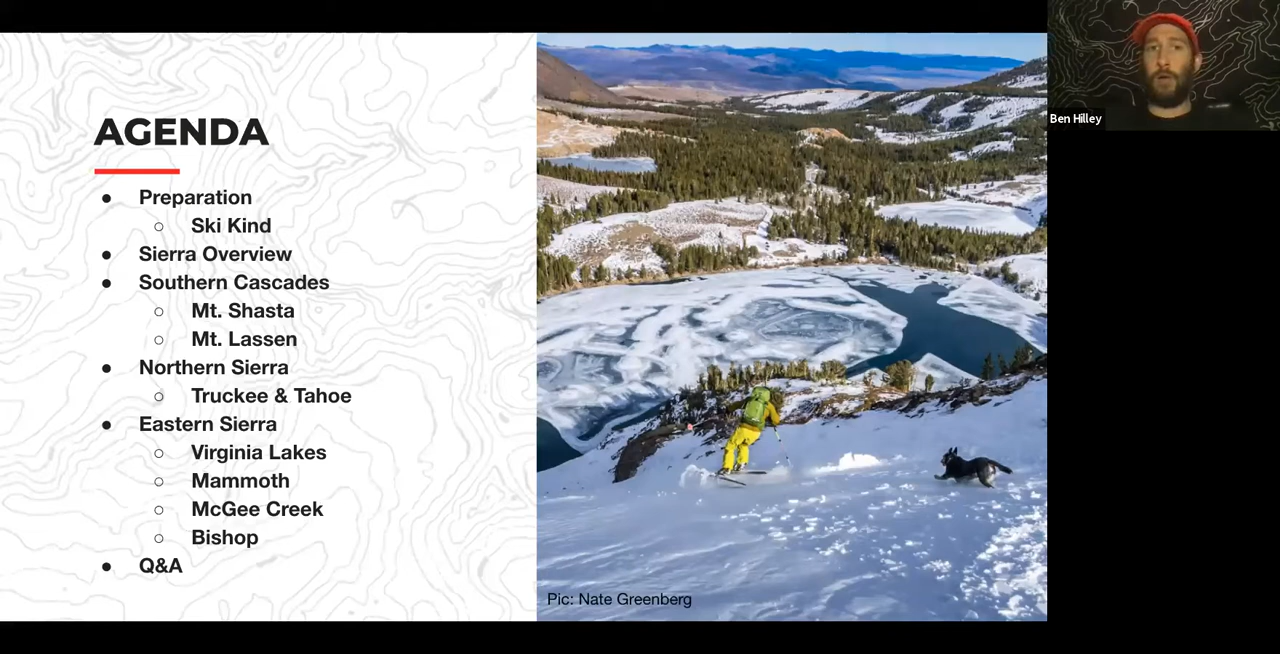 AGENDA
● Preparation
○ Ski Kind
● Sierra Overview
● Southern Cascades
○ Mt. Shasta
○ Mt. Lassen
● Northern Sierra
○ Truckee & Tahoe
● Eastern Sierra
○ Virginia Lakes
○ Mammoth
○ McGee Creek
○ Bishop
● Q&A
Pic: Nate Greenberg
Ben Hilley